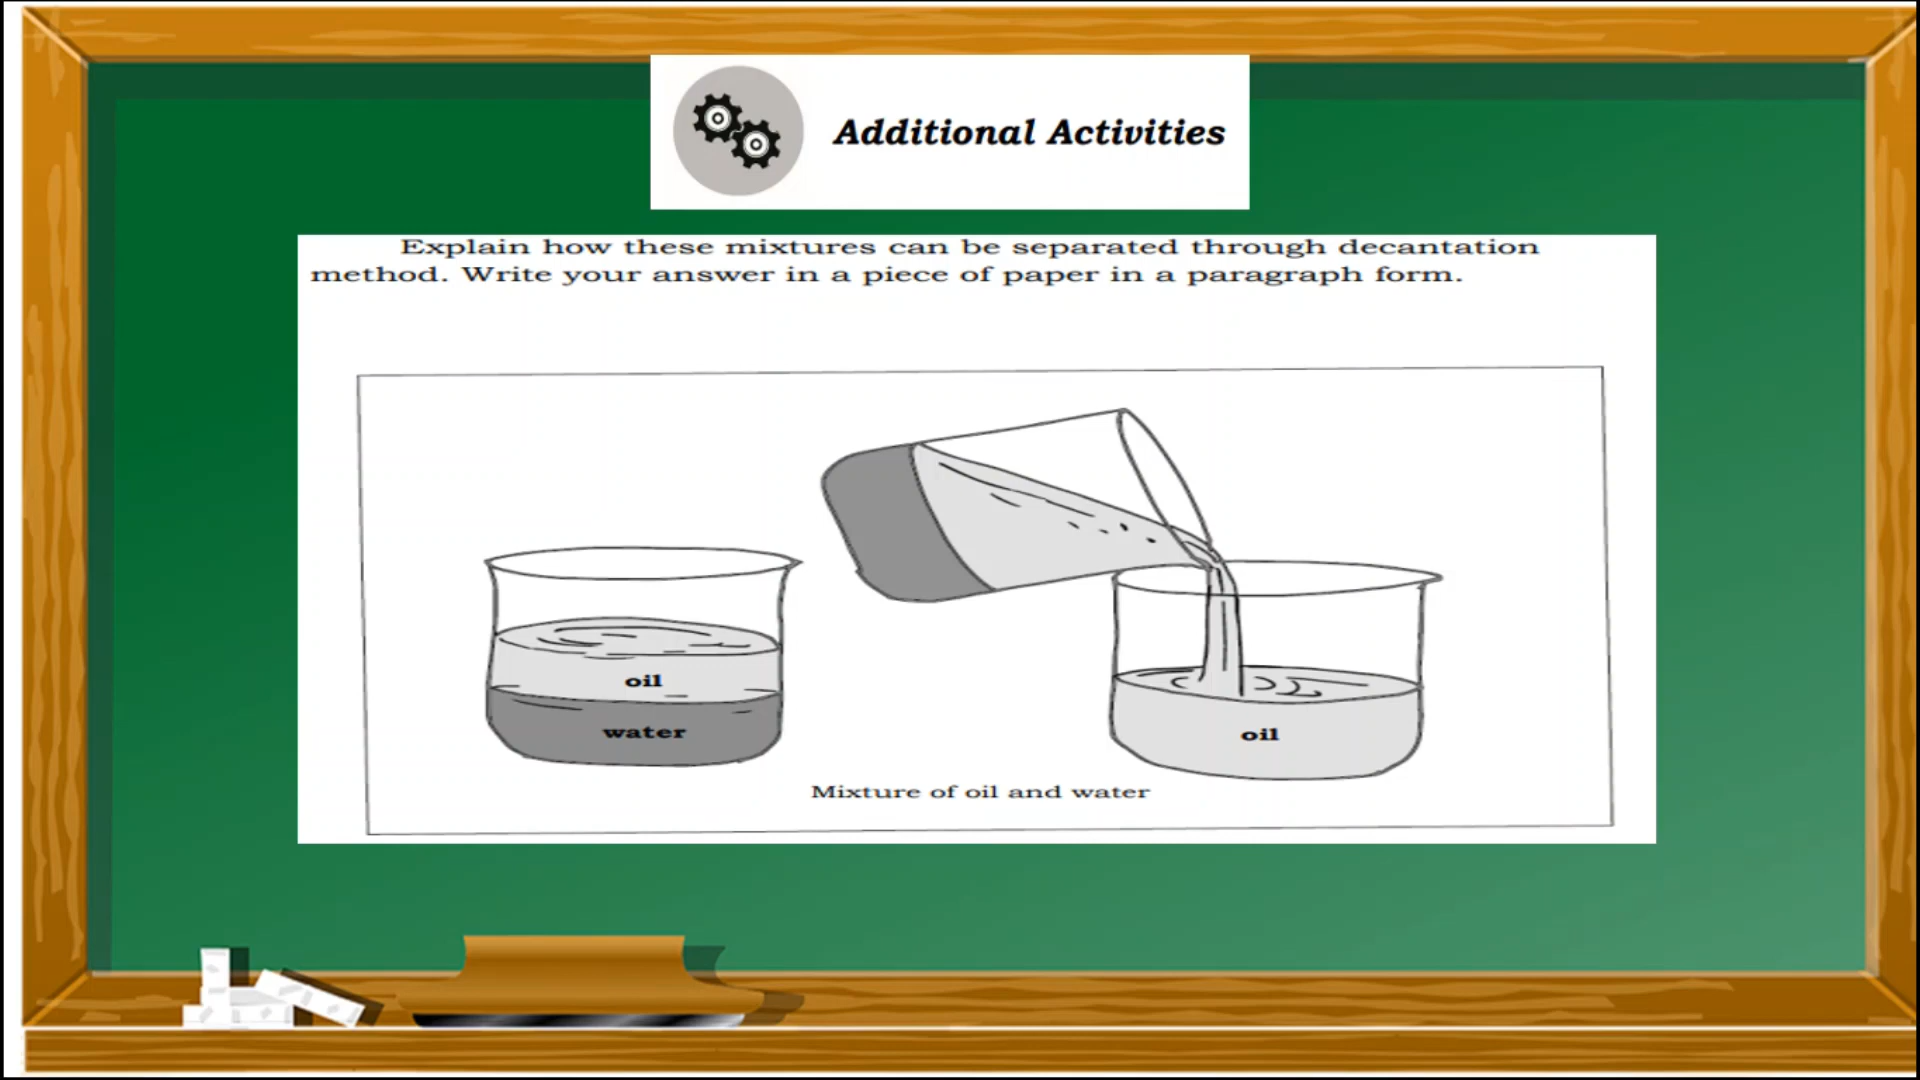 Additional Activities
Explain how these mixtures can be separated through decantation
method. Write your answer in a piece of paper in a paragraph form.
oil
water
oil
Mixture of oil and water